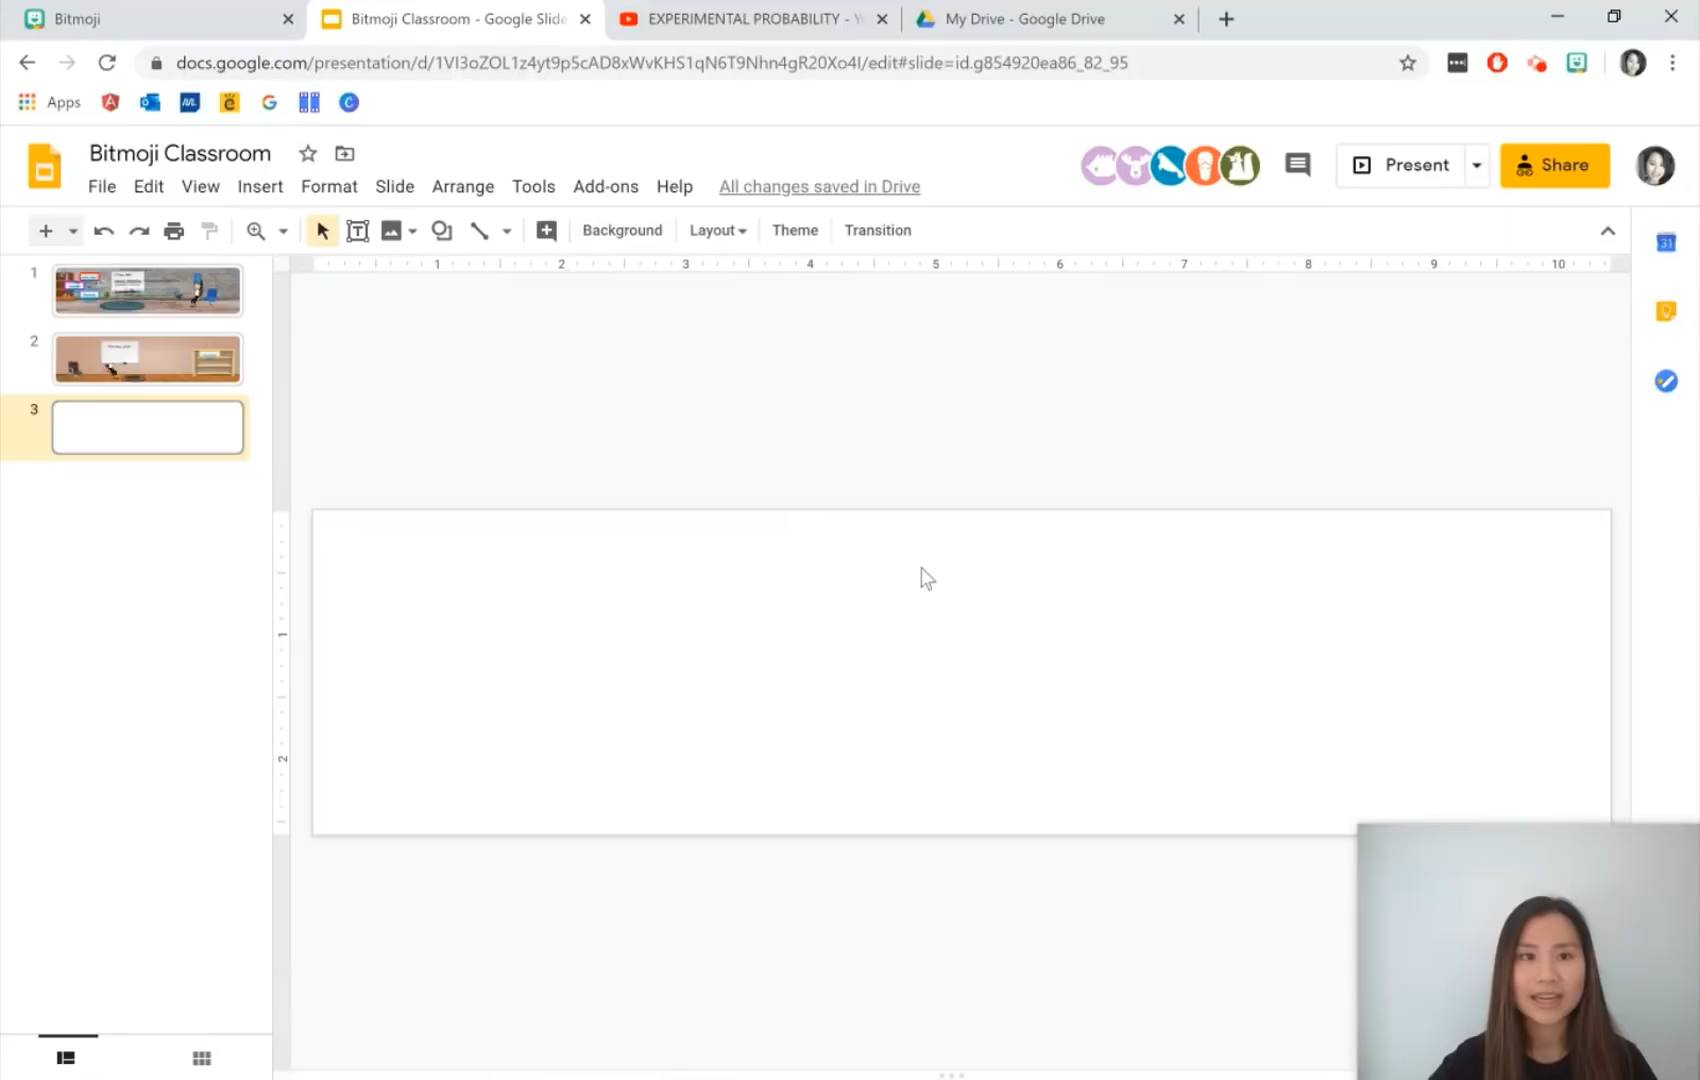 Bitmoji
Bitmoji Classroom - Google Slide
EXPERIMENTAL PROBABILITY -
My Drive - Google Drive
docs.google.com/presentation/d/1VI3oZOL1z4yt9p5cAD8xWvKHS1qN6T9Nhn4gR20Xo4I/edit#slide=id.g854920ea86_82_95
Apps
Bitmoji Classroom
File Edit View Insert Format Slide Arrange Tools Add-ons Help All changes saved in Drive
Present
Share
Background Layout Theme Transition
31
1 2 3 4 5 6 7 8 9 10
1
2
3
1
2